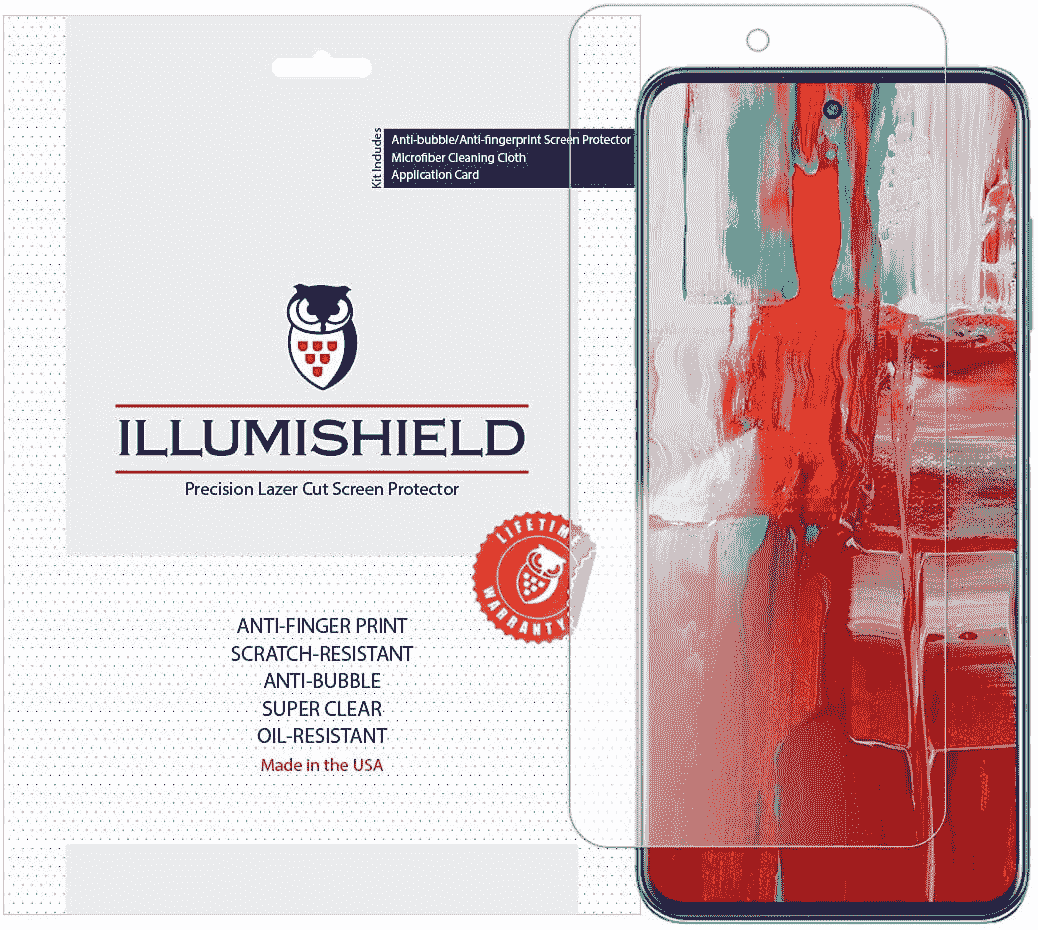 Kit Includes
Anti-bubble/Anti-fingerprint Screen Protector
Microfiber Cleaning Cloth
Application Card
ILLUMISHIELD
Precision Lazer Cut Screen Protector
LIFETIME
WARRANTY
ANTI-FINGER PRINT
SCRATCH-RESISTANT
ANTI-BUBBLE
SUPER CLEAR
OIL-RESISTANT
Made in the USA